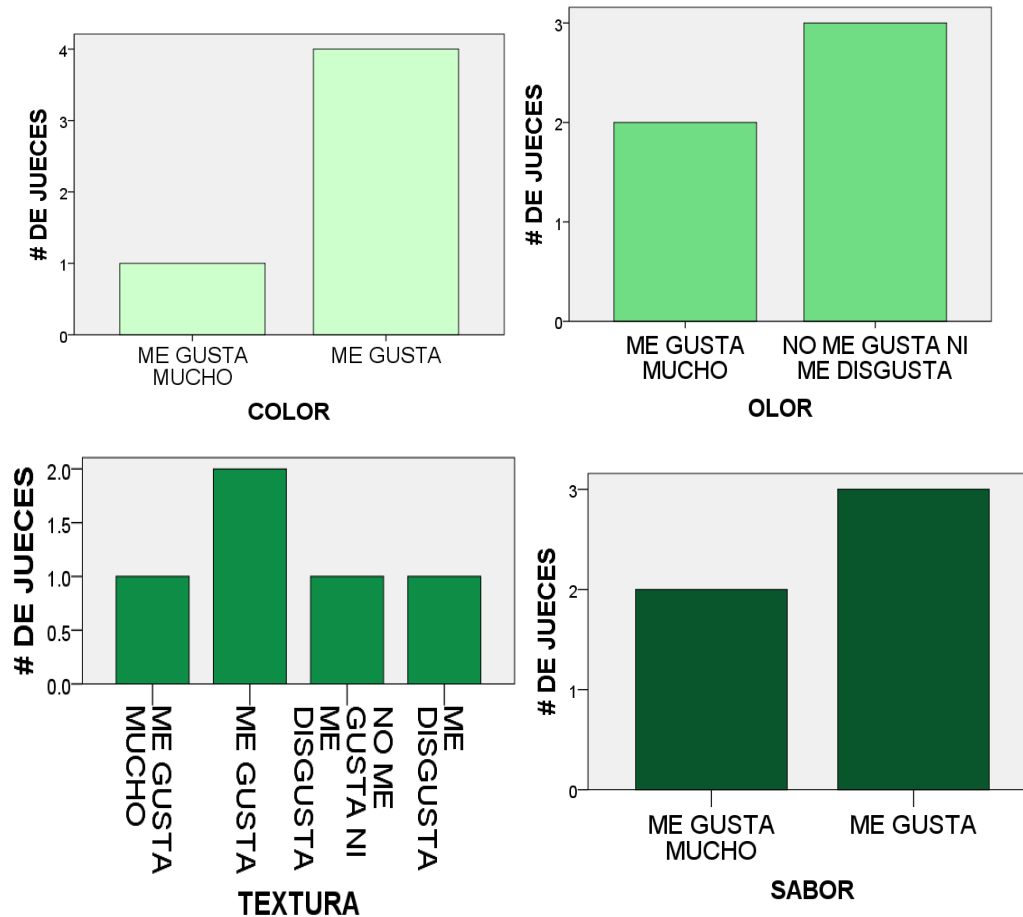 # DE JUECES
4
3
2
1
0
ME GUSTA
MUCHO
ME GUSTA
COLOR
# DE JUECES
3
2
1
0
ME GUSTA
MUCHO
NO ME GUSTA NI
ME DISGUSTA
OLOR
# DE JUECES
2.0
1.5
1.0
0.5
0.0
ME GUSTA
MUCHO
ME GUSTA
NO ME
GUSTA NI
ME
DISGUSTA
ME
DISGUSTA
TEXTURA
# DE JUECES
3
2
1
0
ME GUSTA
MUCHO
ME GUSTA
SABOR